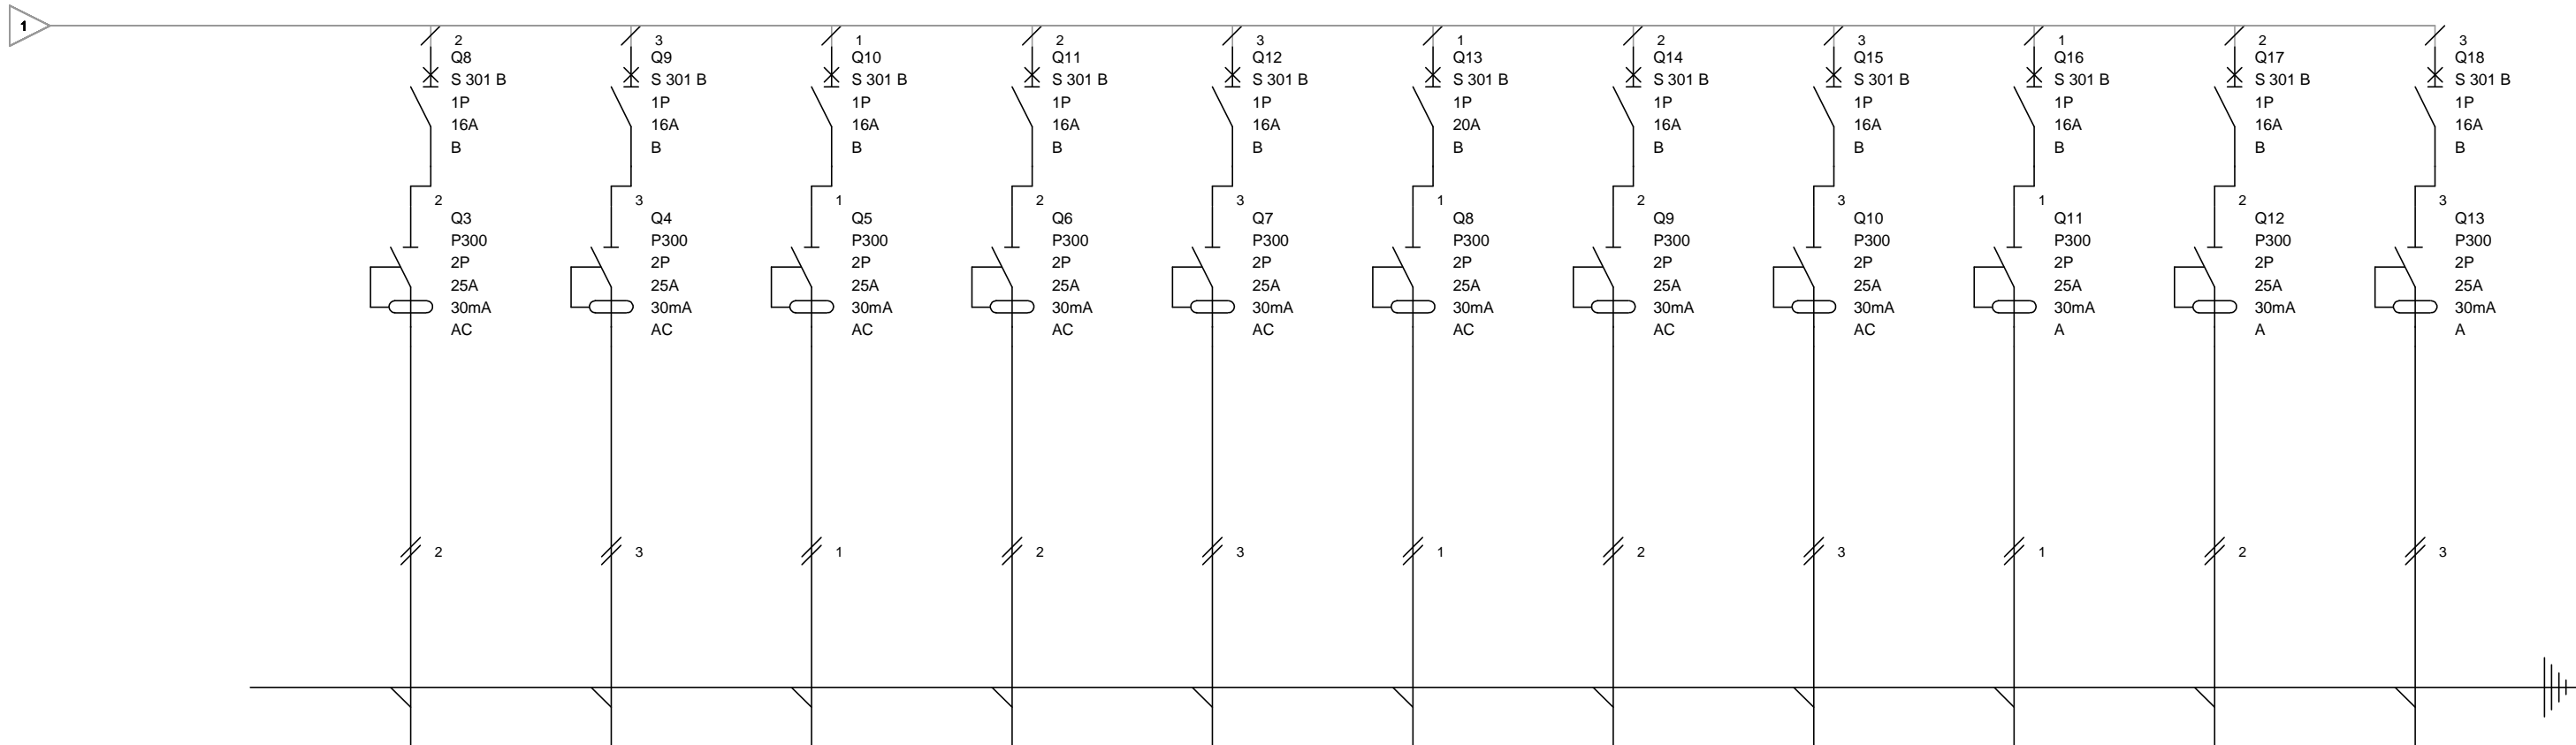 1
2 3 1 2 3 1 2 3 1 2 3
Q8 Q9 Q10 Q11 Q12 Q13 Q14 Q15 Q16 Q17 Q18
S 301 B S 301 B S 301 B S 301 B S 301 B S 301 B S 301 B S 301 B S 301 B S 301 B S 301 B
1P 1P 1P 1P 1P 1P 1P 1P 1P 1P 1P
16A 16A 16A 16A 16A 20A 16A 16A 16A 16A 16A
B B B B B B B B B B B
2 3 1 2 3 1 2 3 1 2 3
Q3 Q4 Q5 Q6 Q7 Q8 Q9 Q10 Q11 Q12 Q13
P300 P300 P300 P300 P300 P300 P300 P300 P300 P300 P300
2P 2P 2P 2P 2P 2P 2P 2P 2P 2P 2P
25A 25A 25A 25A 25A 25A 25A 25A 25A 25A 25A
30mA 30mA 30mA 30mA 30mA 30mA 30mA 30mA 30mA 30mA 30mA
AC AC AC AC AC AC AC AC A A A
2 3 1 2 3 1 2 3 1 2 3